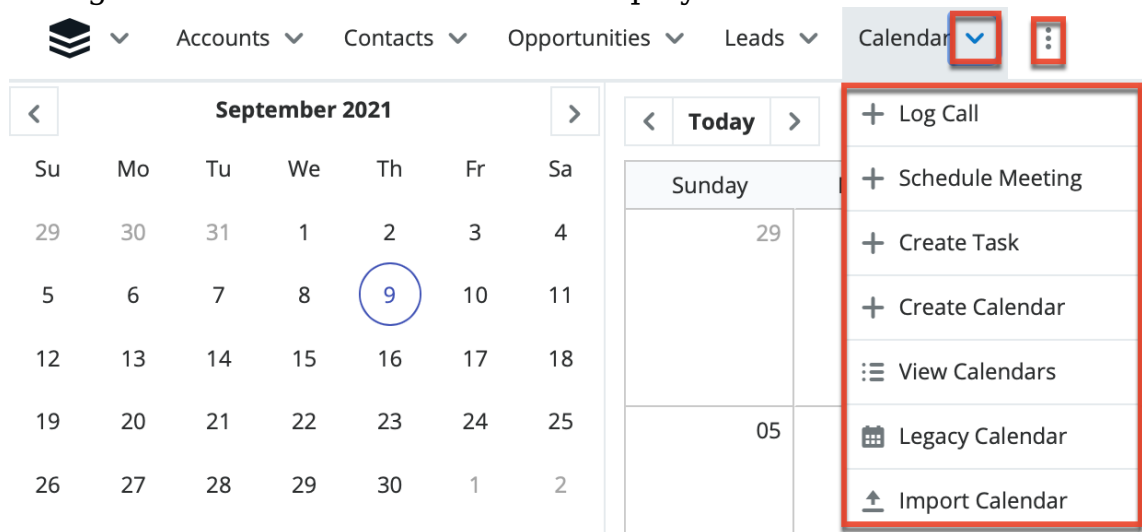 Accounts Contacts Opportunities Leads Calendar
September 2021
Su Mo Tu We Th Fr Sa
29 30 31 1 2 3 4
5 6 7 8 9 10 11
12 13 14 15 16 17 18
19 20 21 22 23 24 25
26 27 28 29 30 1 2
Today
Sunday
29
05
Log Call
Schedule Meeting
Create Task
Create Calendar
View Calendars
Legacy Calendar
Import Calendar